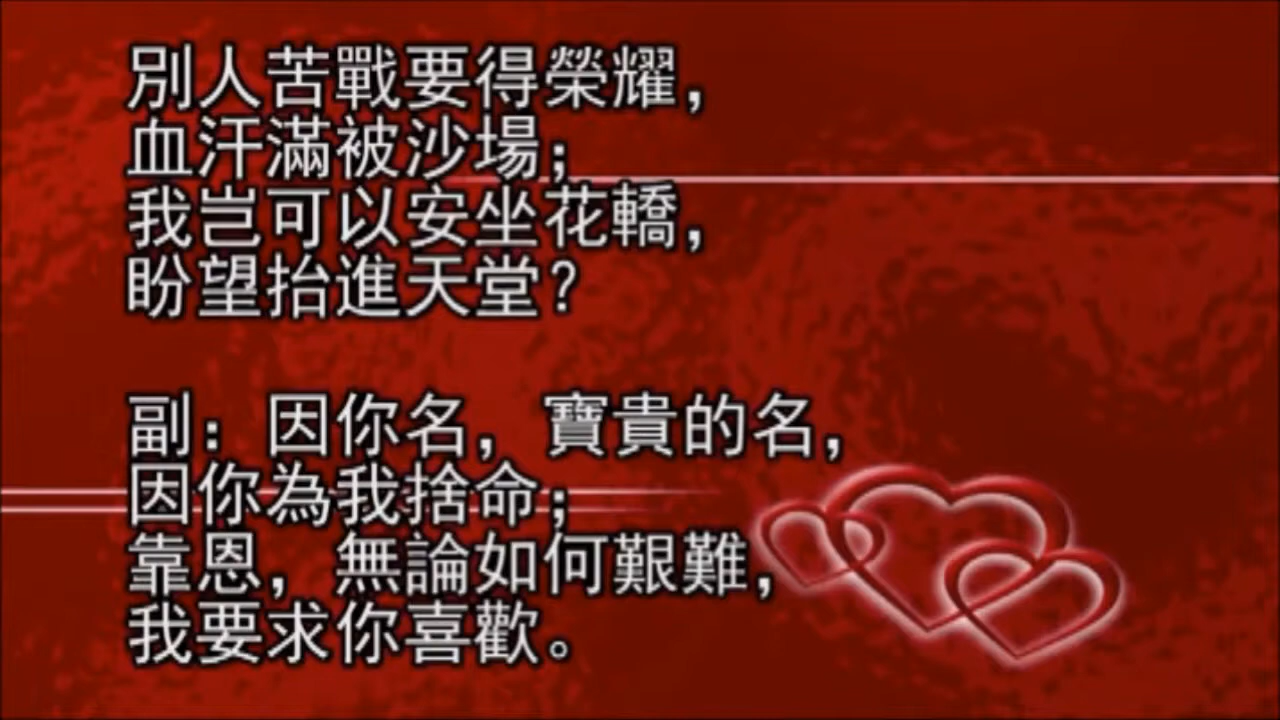 別人苦戰要得榮耀，
血汗滿被沙場；
我豈可以安坐花轎，
盼望抬進天堂？
副：因你名，寶貴的名，
因你為我捨命；
靠恩，無論如何艱難，
我要求你喜歡。